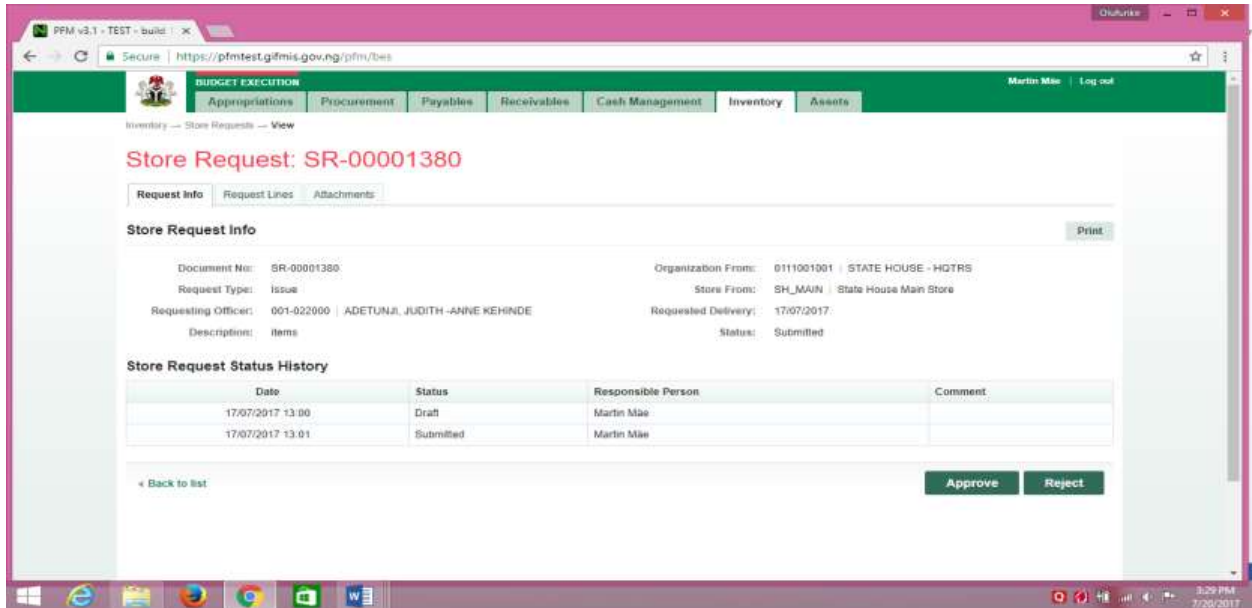 Olufunke
PFM v3.1 - TEST - build
Secure | https://pfmtest.gifmis.gov.ng/pfm/bes
BUDGET EXECUTION
Martin Mäe | Log out
Appropriations Procurement Payables Receivables Cash Management Inventory Assets
Inventory — Store Requests — View
Store Request: SR-00001380
Request Info Request Lines Attachments
Store Request Info
Print
Document No: SR-00001380 Organization From: 0111001001 | STATE HOUSE - HQTRS
Request Type: Issue Store From: SH_MAIN | State House Main Store
Requesting Officer: 001-022000 | ADETUNJI, JUDITH -ANNE KEHINDE Requested Delivery: 17/07/2017
Description: items Status: Submitted
Store Request Status History
Date Status Responsible Person Comment
17/07/2017 13:00 Draft Martin Mäe
17/07/2017 13:01 Submitted Martin Mäe
« Back to list Approve Reject
3:29 PM
7/20/2017